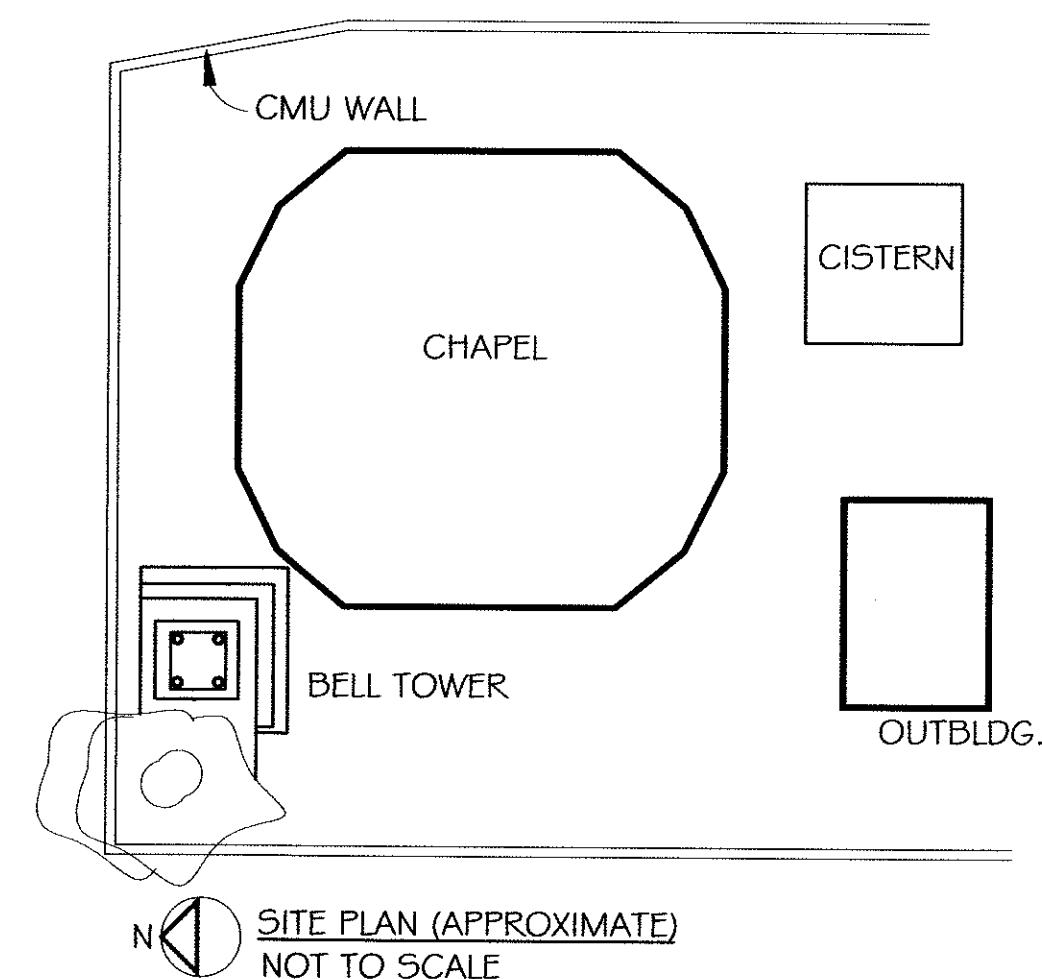 CMU WALL
CISTERN
CHAPEL
BELL TOWER
OUTBLDG.
N
SITE PLAN (APPROXIMATE)
NOT TO SCALE